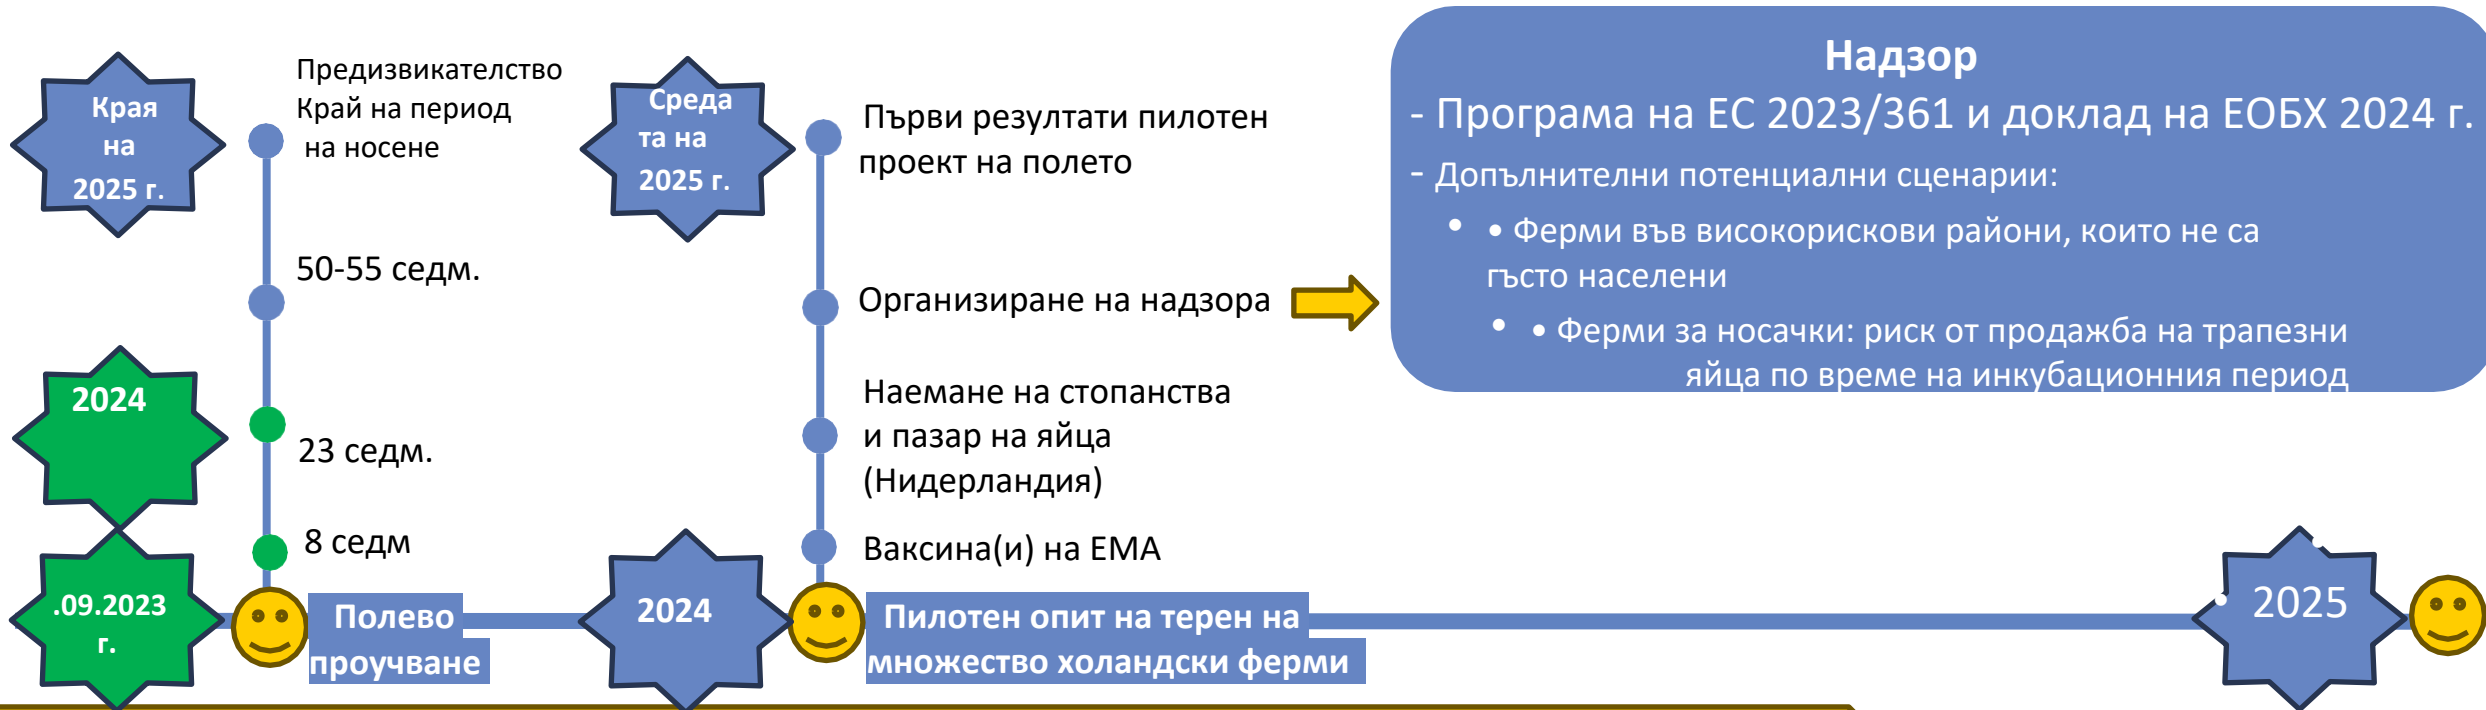 Края
на
2025 г.
Предизвикателство
Край на период
на носене
50-55 седм.
2024
23 седм.
8 седм
.09.2023
г.
Полево
проучване
Среда
та на
2025 г.
Първи резултати пилотен
проект на полето
Организиране на надзора
Наемане на стопанства
и пазар на яйца
(Нидерландия)
Ваксина(и) на ЕМА
2024
Пилотен опит на терен на
множество холандски ферми
Надзор
- Програма на ЕС 2023/361 и доклад на ЕОБХ 2024 г.
- Допълнителни потенциални сценарии:
• • Ферми във високорискови райони, които не са
гъсто населени
• • Ферми за носачки: риск от продажба на трапезни
яйца по време на инкубационния период
2025